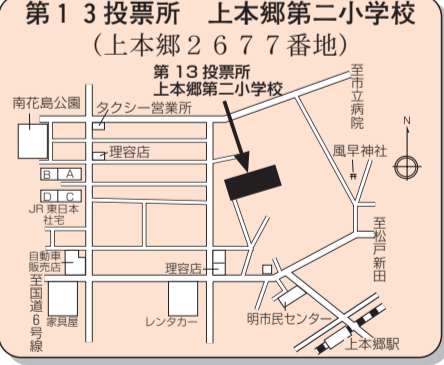 第13投票所　上本郷第二小学校
（上本郷２６７７番地）
第13投票所
上本郷第二小学校
至市立病院
南花島公園
タクシー営業所
N
理容店
風早神社
B A
D C
JR東日本
社宅
至松戸新田
自動車
販売店
理容店
至国道6号線
家具屋
レンタカー
明市民センター
上本郷駅